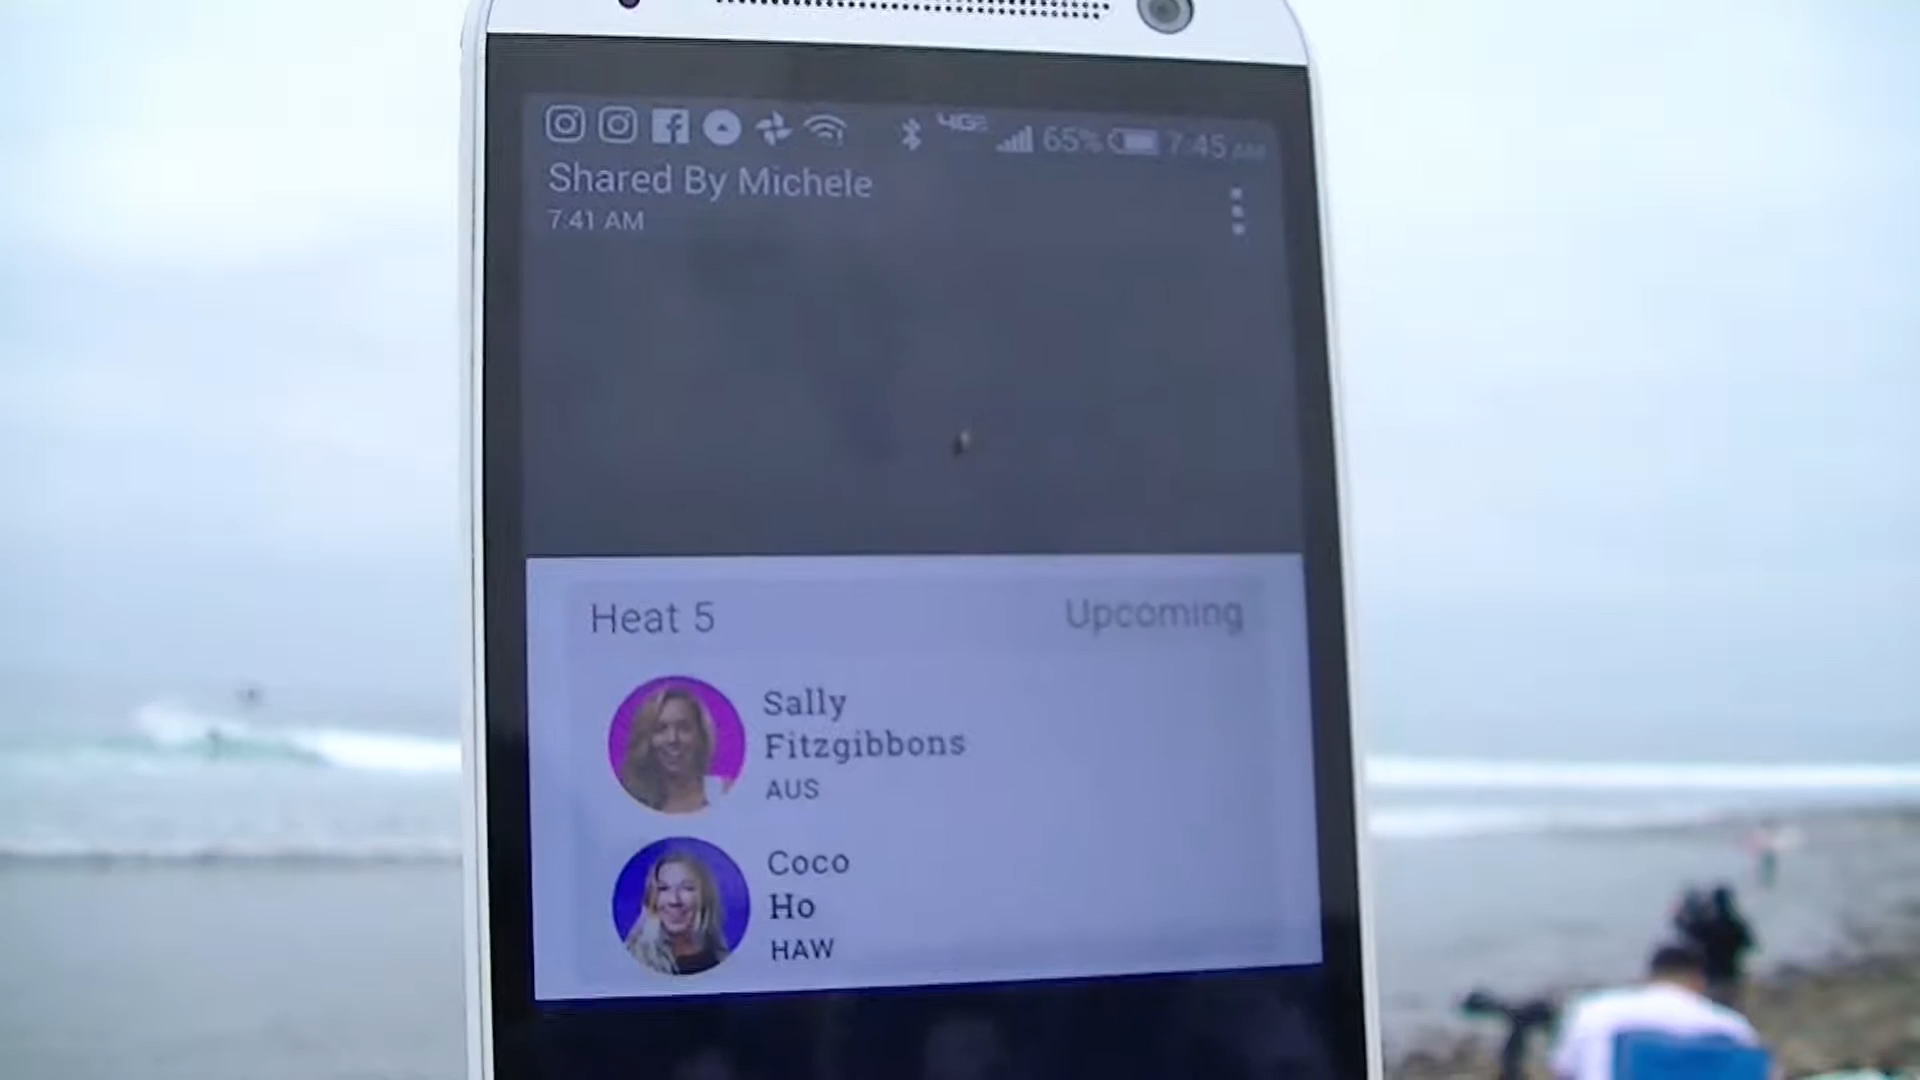 4G 65% 7:45 AM
Shared By Michele
7:41 AM
Heat 5 Upcoming
Sally
Fitzgibbons
AUS
Coco
Ho
HAW